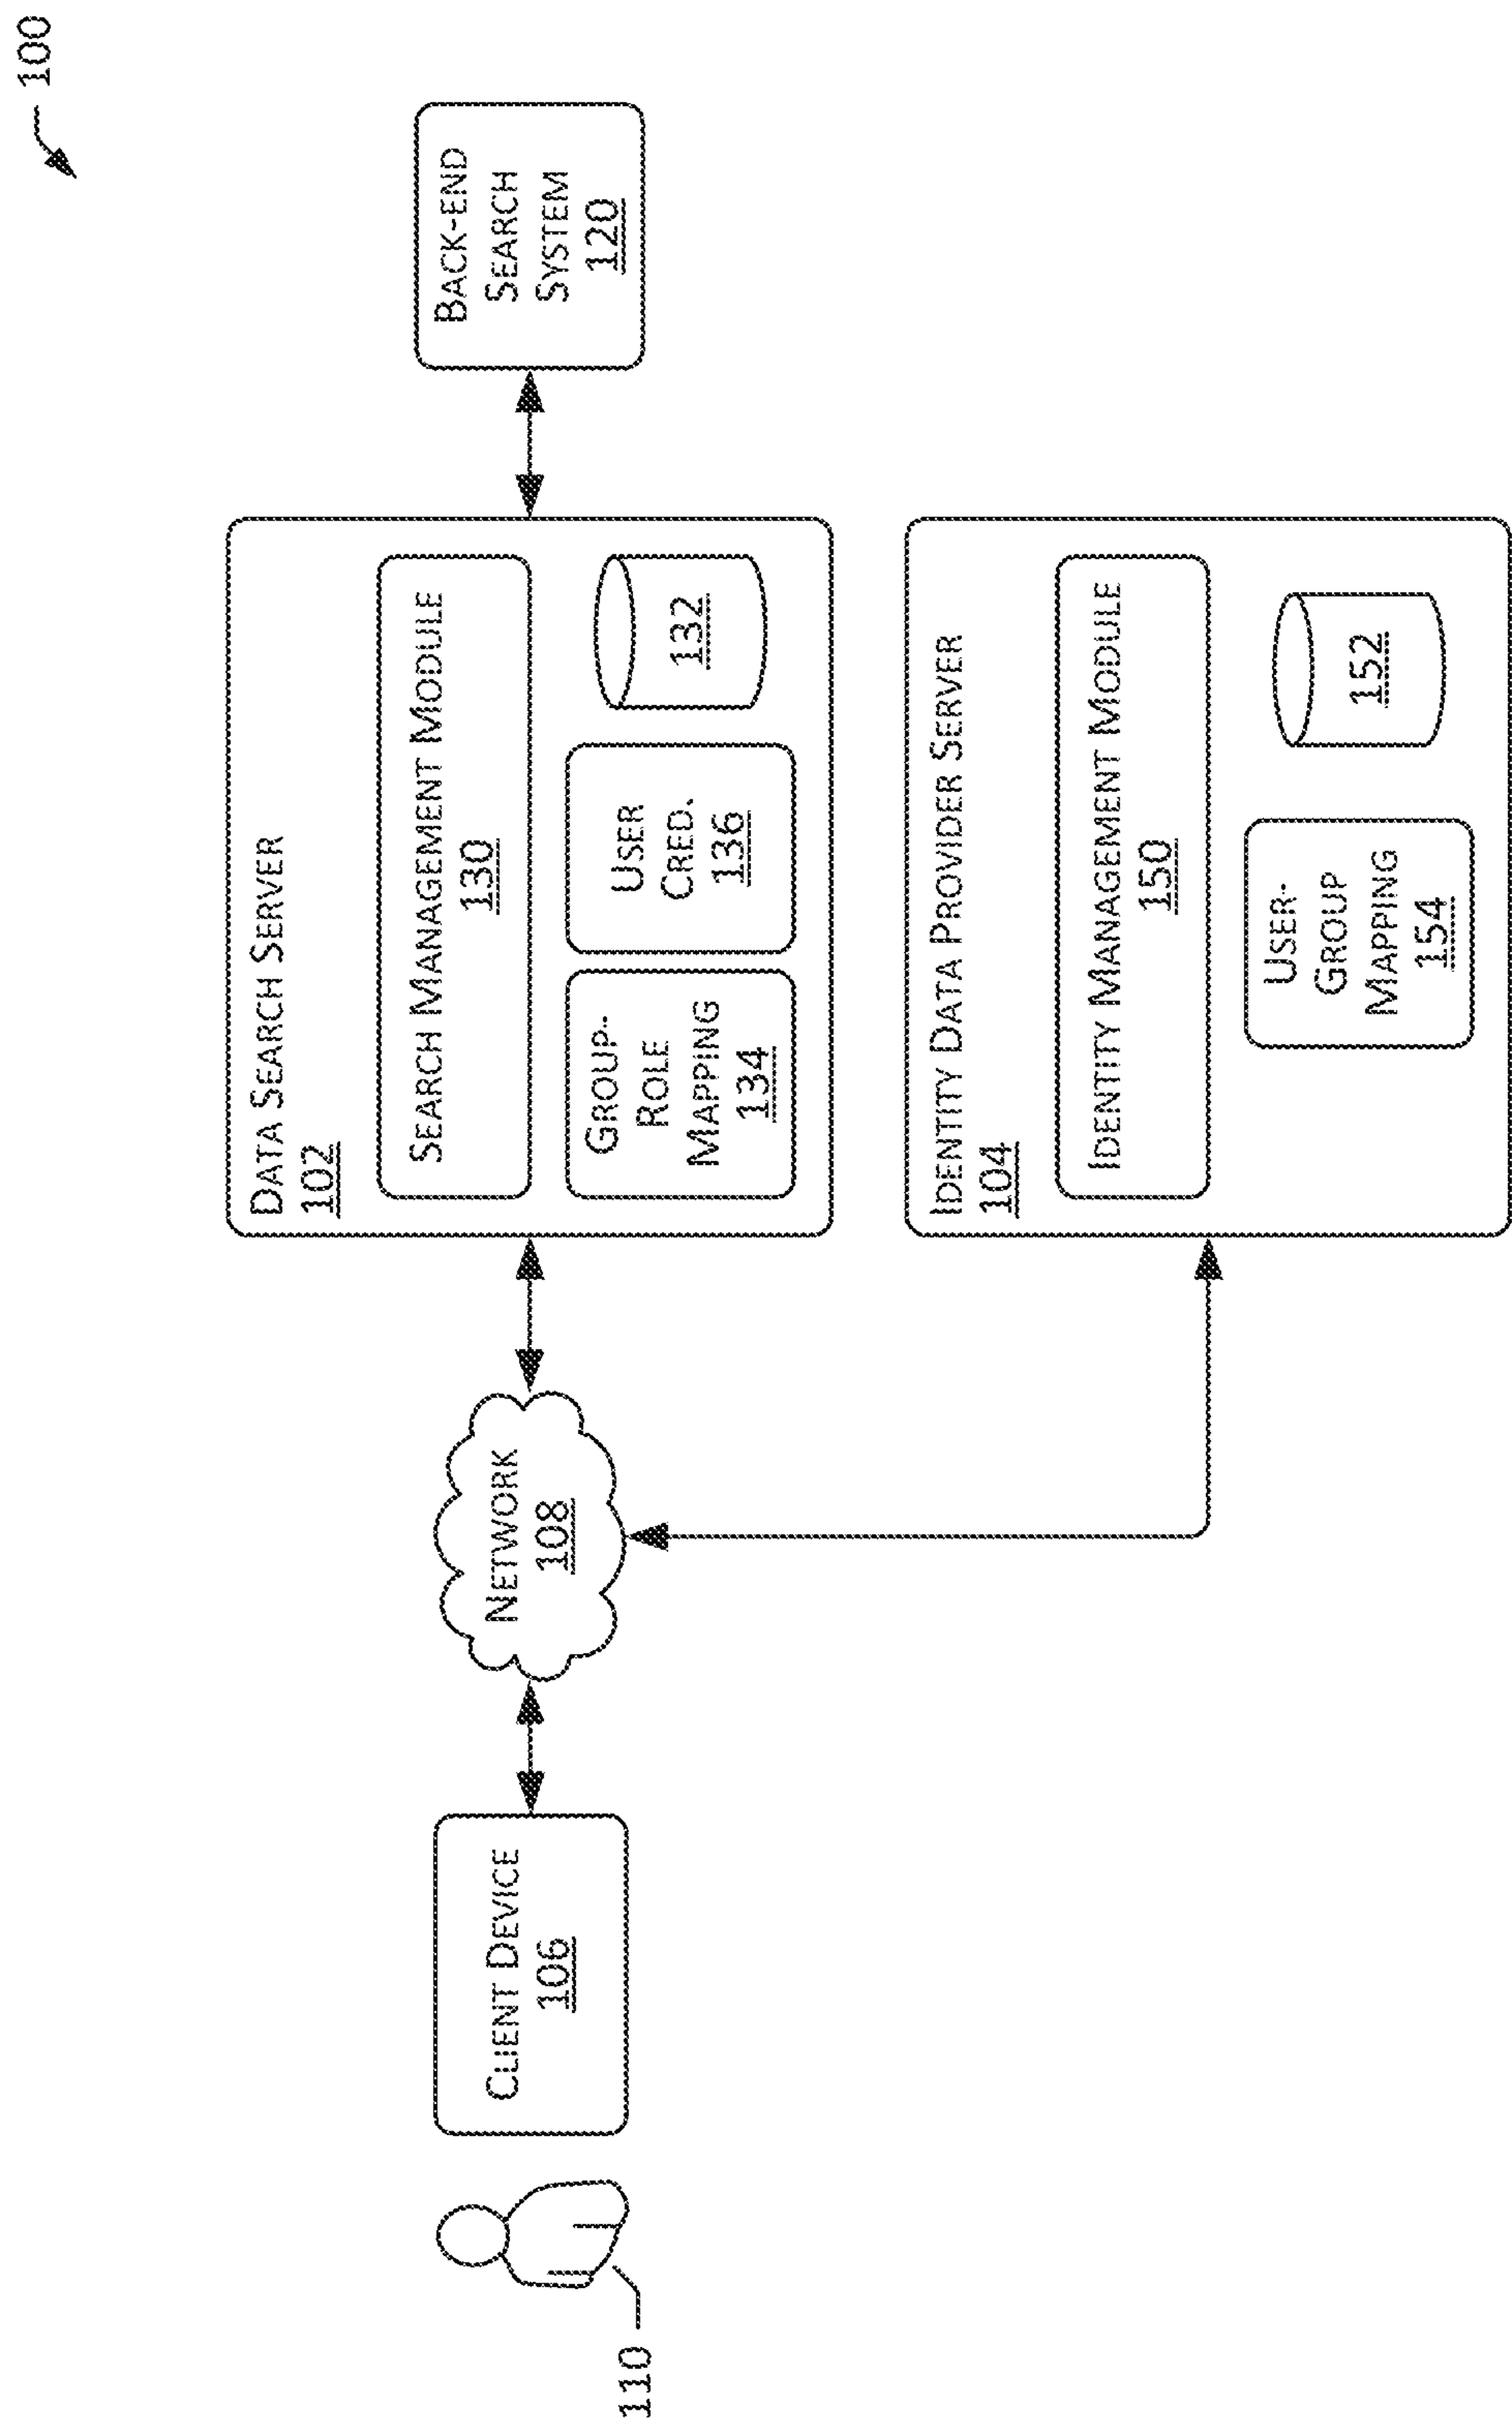 100
DATA SEARCH SERVER
102
SEARCH MANAGEMENT MODULE
130
GROUP-
ROLE
MAPPING
134
USER
CRED.
136
132
BACK-END
SEARCH
SYSTEM
120
110
CLIENT DEVICE
106
NETWORK
108
IDENTITY DATA PROVIDER SERVER
104
IDENTITY MANAGEMENT MODULE
150
USER-
GROUP
MAPPING
154
152